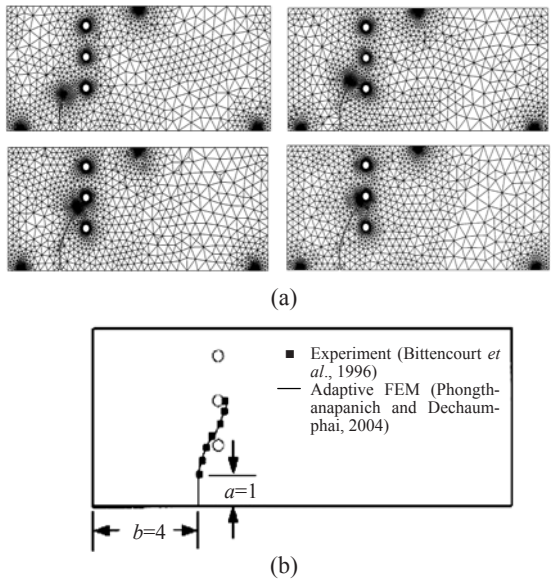 (a)
Experiment (Bittencourt et
al., 1996)
Adaptive FEM (Phongth-
anapanich and Dechaum-
phai, 2004)
a=1
b=4
(b)